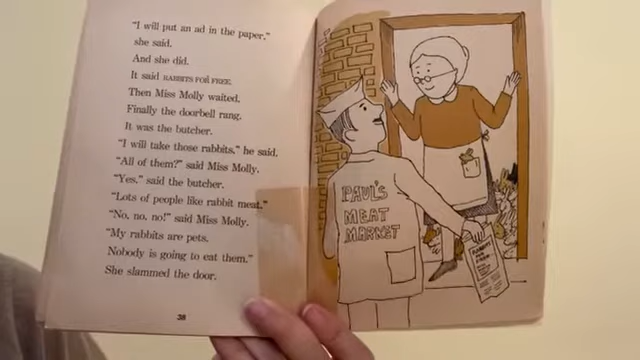 "I will put an ad in the paper,"
she said.
And she did.
It said RABBITS FOR FREE.
Then Miss Molly waited.
Finally the doorbell rang.
It was the butcher.
"I will take those rabbits," he said.
"All of them?" said Miss Molly.
"Yes," said the butcher.
"Lots of people like rabbit meat."
"No, no, no!" said Miss Molly.
"My rabbits are pets.
Nobody is going to eat them."
She slammed the door.
38
PAUL'S
MEAT
MARKET
RABBITS
FOR
FREE